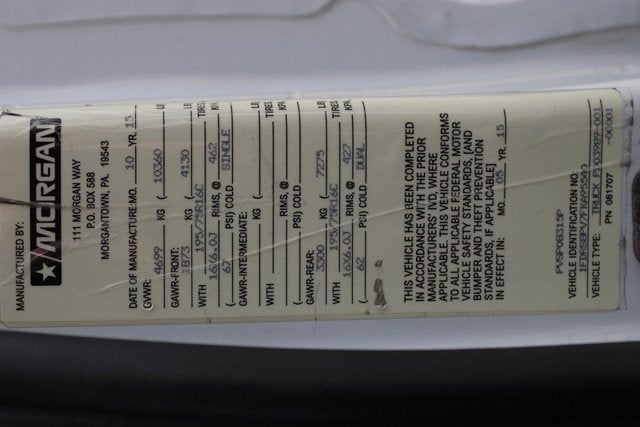 MANUFACTURED BY:
MORGAN
111 MORGAN WAY
P.O. BOX 588
MORGANTOWN, PA. 19543
DATE OF MANUFACTURE:MO. 10 YR. 15
GVWR: 4699 KG ( 10360 LB
GAWR-FRONT:
1873 KG ( 4130 LB
WITH 195/75R16C TIRES
16X6.0J RIMS, @ 462 KPA
( 67 PSI) COLD SINGLE
GAWR-INTERMEDIATE:
KG ( LB
WITH TIRES
RIMS, @ KPA
( PSI) COLD
GAWR-REAR:
3300 KG ( 7275 LB
WITH 195/75R16C TIRES
16X6.0J RIMS, @ 427 KPA
( 62 PSI) COLD DUAL
THIS VEHICLE HAS BEEN COMPLETED
IN ACCORDANCE WITH THE PRIOR
MANUFACTURERS' IVD, WHERE
APPLICABLE. THIS VEHICLE CONFORMS
TO ALL APPLICABLE FEDERAL MOTOR
VEHICLE SAFETY STANDARDS, [AND
BUMPER AND THEFT PREVENTION
STANDARDS, IF APPLICABLE]
IN EFFECT IN: MO. 05 YR. 15
PVSP08315P
VEHICLE IDENTIFICATION NO.
VEHICLE TYPE: TRUCK P103989-001
PN 081707 -00001